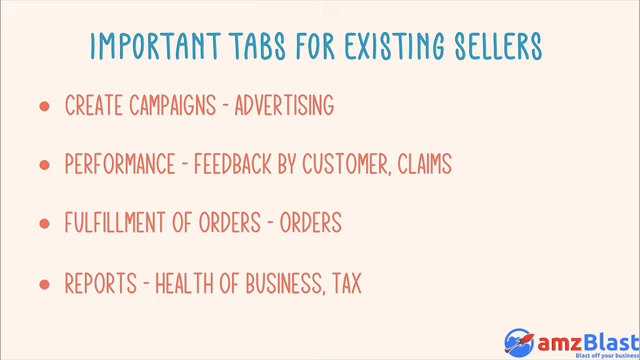 IMPORTANT TABS FOR EXISTING SELLERS
• CREATE CAMPAIGNS - ADVERTISING
• PERFORMANCE - FEEDBACK BY CUSTOMER, CLAIMS
• FULFILLMENT OF ORDERS - ORDERS
• REPORTS - HEALTH OF BUSINESS, TAX
amzBlast
Blast off your business